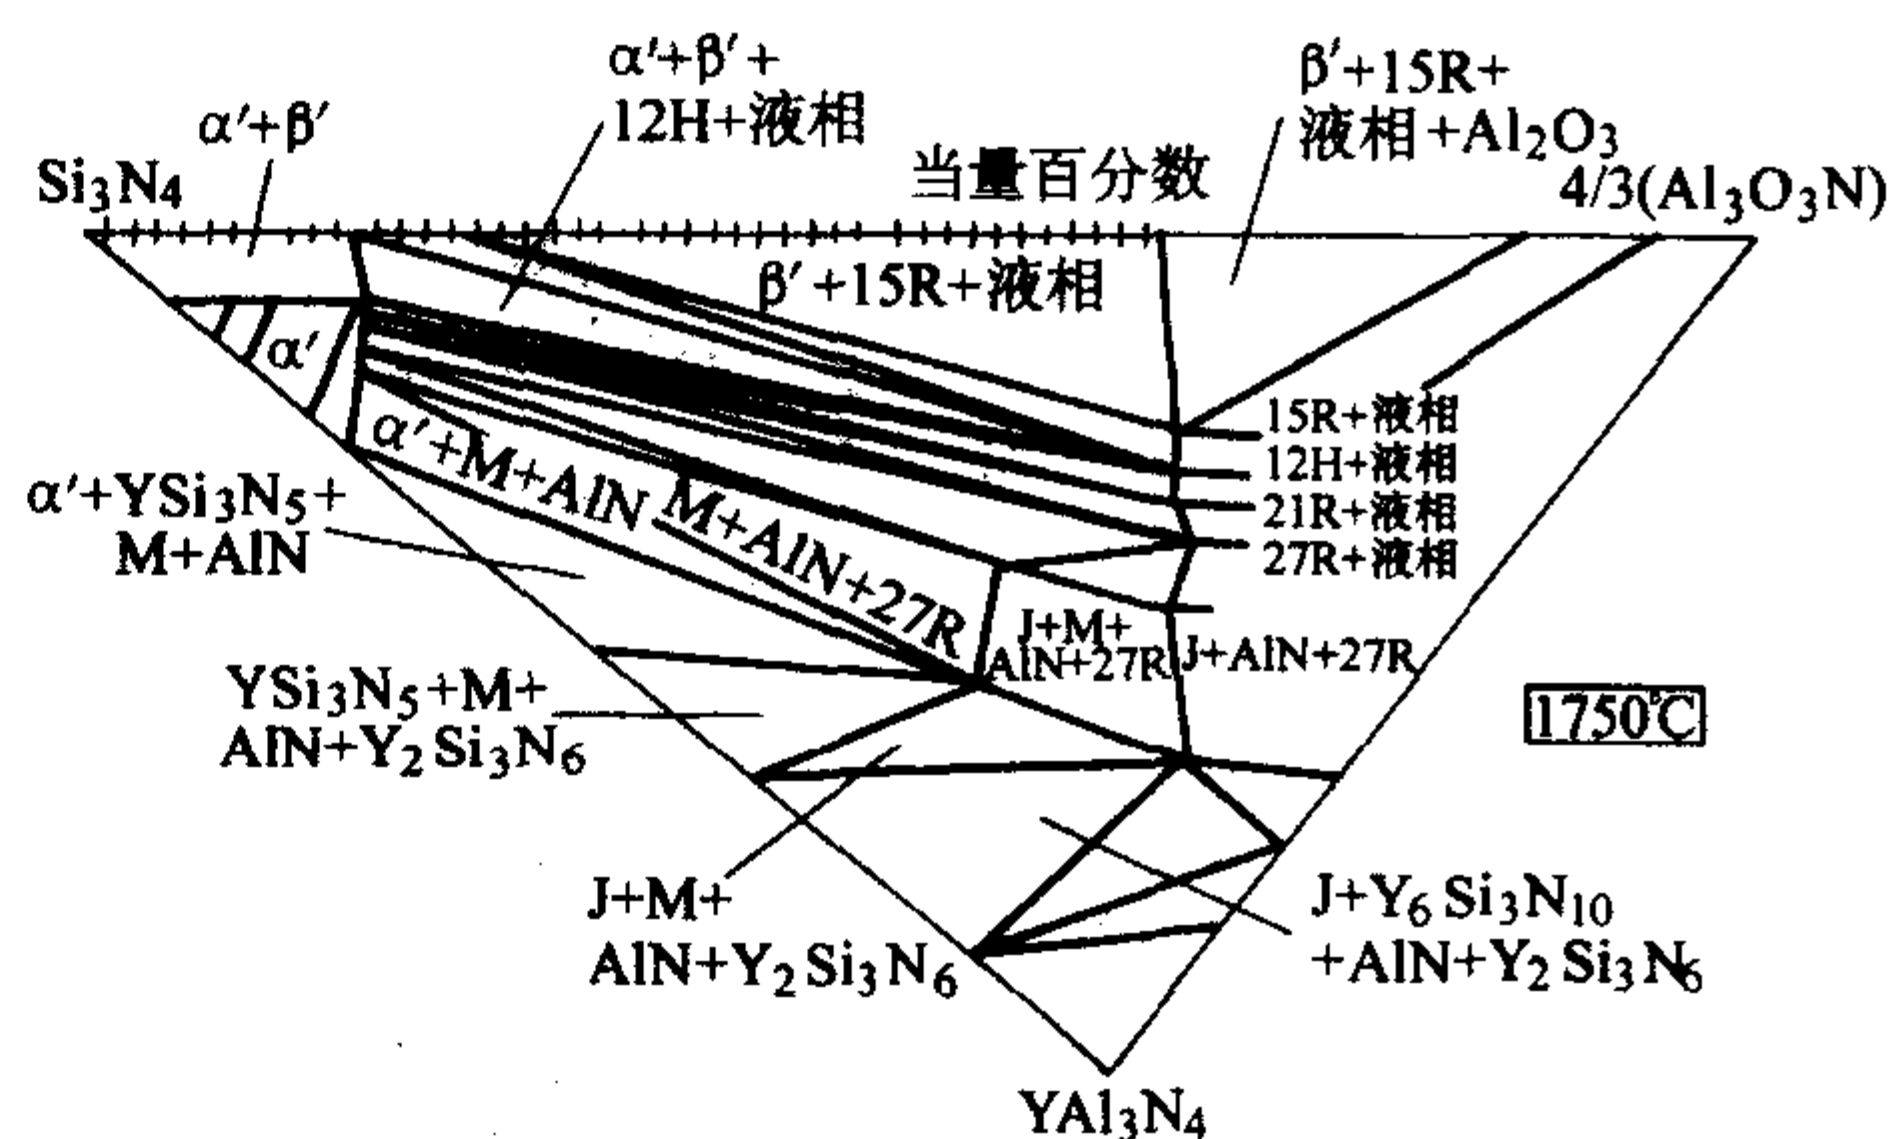 α′+β′+
12H+液相
β′+15R+
液相+Al₂O₃
α′+β′
Si₃N₄
当量百分数
4/3(Al₃O₃N)
β′+15R+液相
α′
15R+液相
12H+液相
21R+液相
27R+液相
α′+M+AlN
M+AlN+27R
α′+YSi₃N₅+
M+AlN
J+M+
AlN+27R
J+AlN+27R
YSi₃N₅+M+
AlN+Y₂Si₃N₆
1750℃
J+M+
AlN+Y₂Si₃N₆
J+Y₆Si₃N₁₀
+AlN+Y₂Si₃N₆
YAl₃N₄